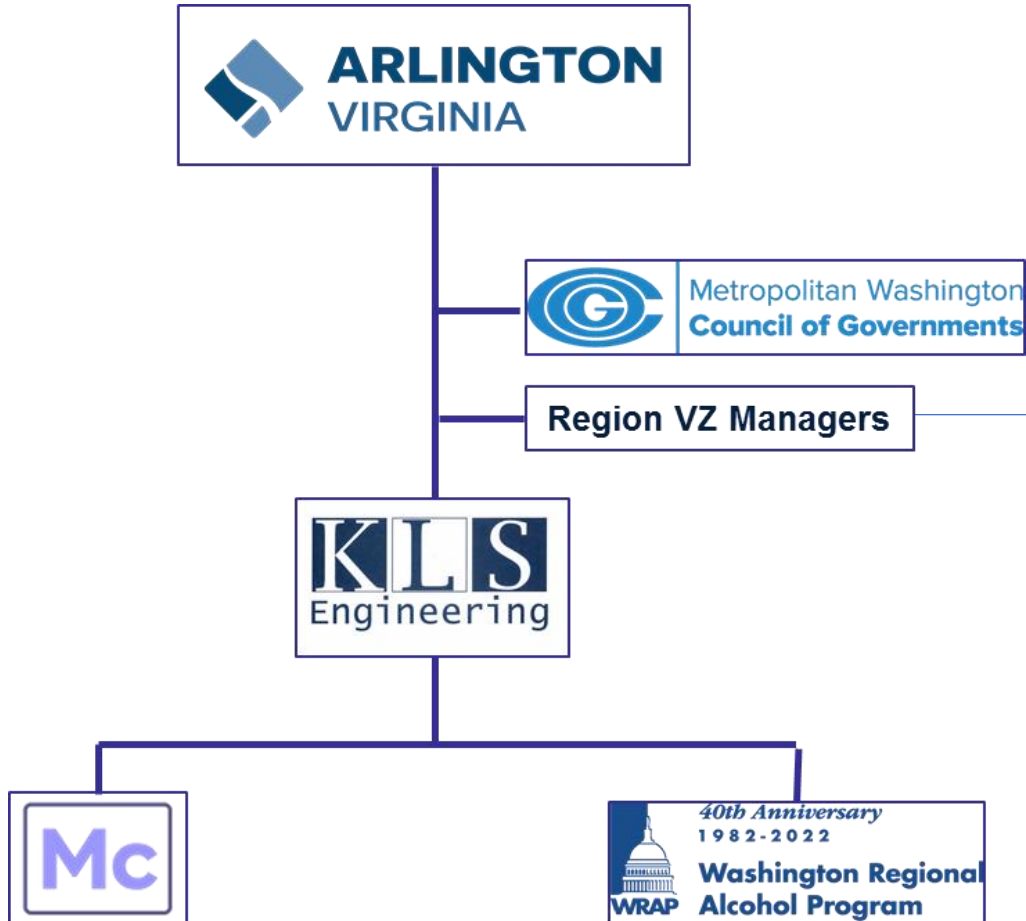 ARLINGTON
VIRGINIA
Metropolitan Washington
Council of Governments
Region VZ Managers
KLS
Engineering
Mc
40th Anniversary
1982-2022
Washington Regional
Alcohol Program
WRAP